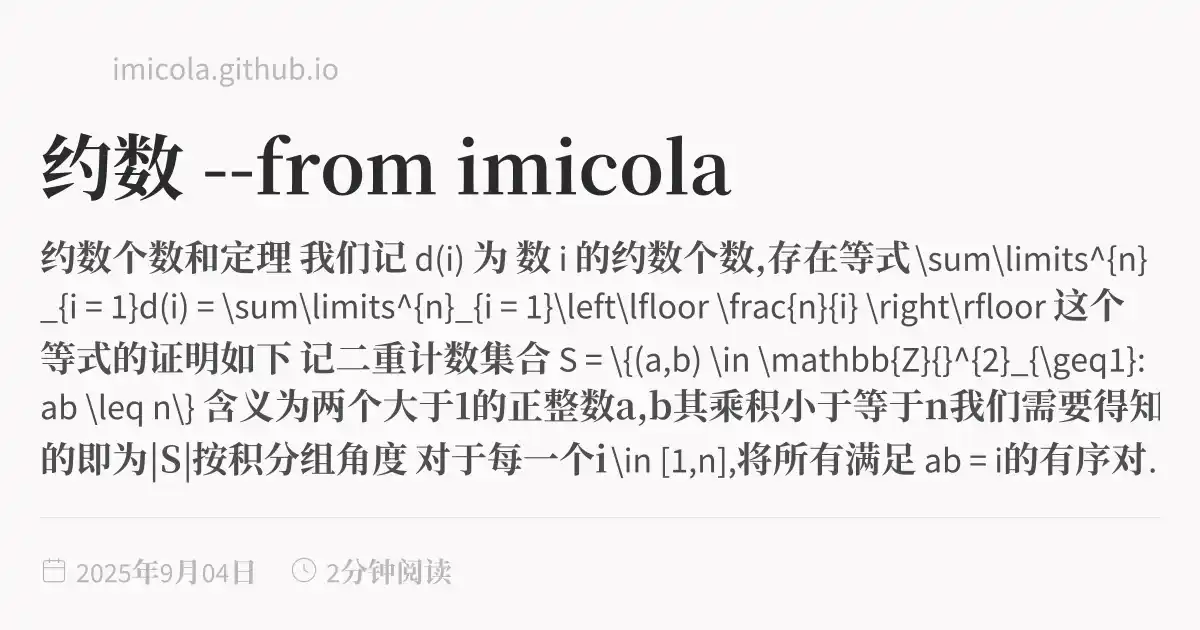 imicola.github.io
约数 --from imicola
约数个数和定理 我们记 d(i) 为 数 i 的约数个数,存在等式\sum\limits^{n}
_{i = 1}d(i) = \sum\limits^{n}_{i = 1}\left\lfloor \frac{n}{i} \right\rfloor 这个
等式的证明如下 记二重计数集合 S = \{(a,b) \in \mathbb{Z}{}^{2}_{\geq1}:
ab \leq n\} 含义为两个大于1的正整数a,b其乘积小于等于n我们需要得知
的即为|S|按积分组角度 对于每一个i\in [1,n],将所有满足 ab = i的有序对.
2025年9月04日 2分钟阅读